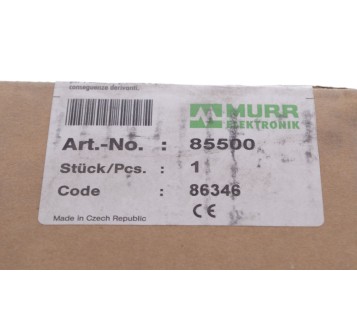 conseguenze derivanti.
MURR
ELEKTRONIK
Art.-No. : 85500
Stück/Pcs. : 1
Code : 86346
CE
Made in Czech Republic